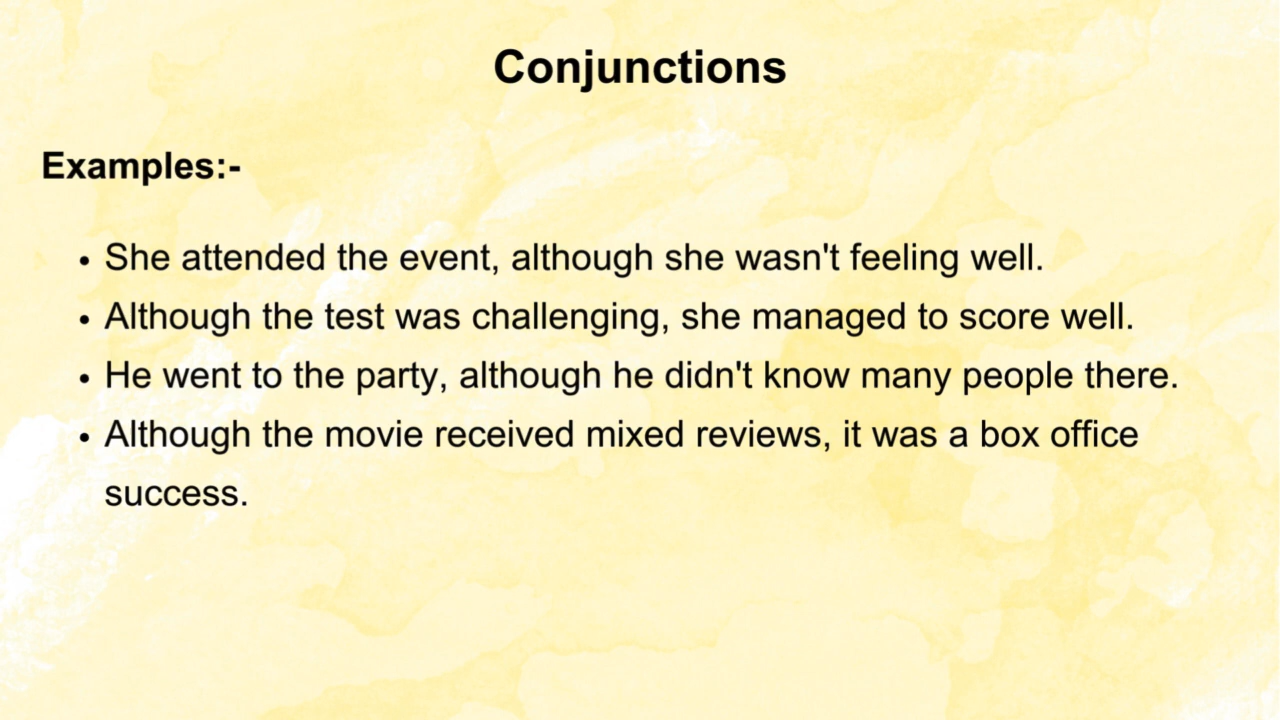 Conjunctions
Examples:-
• She attended the event, although she wasn't feeling well.
• Although the test was challenging, she managed to score well.
• He went to the party, although he didn't know many people there.
• Although the movie received mixed reviews, it was a box office
success.